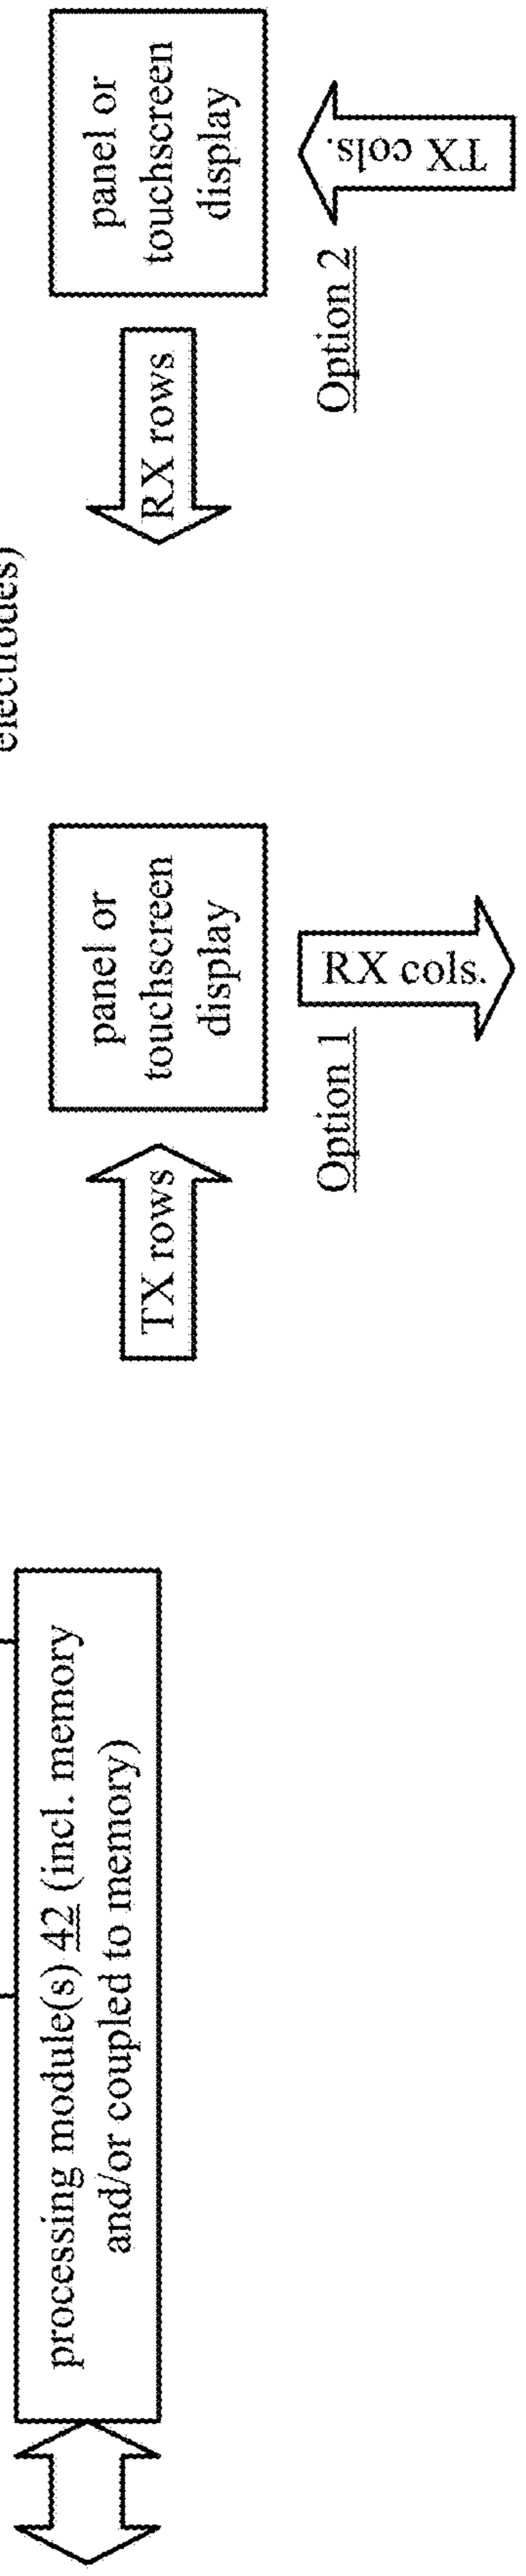 electrodes)
processing module(s) 42 (incl. memory
and/or coupled to memory)
TX rows
panel or
touchscreen
display
RX cols.
Option 1
RX rows
panel or
touchscreen
display
TX cols.
Option 2